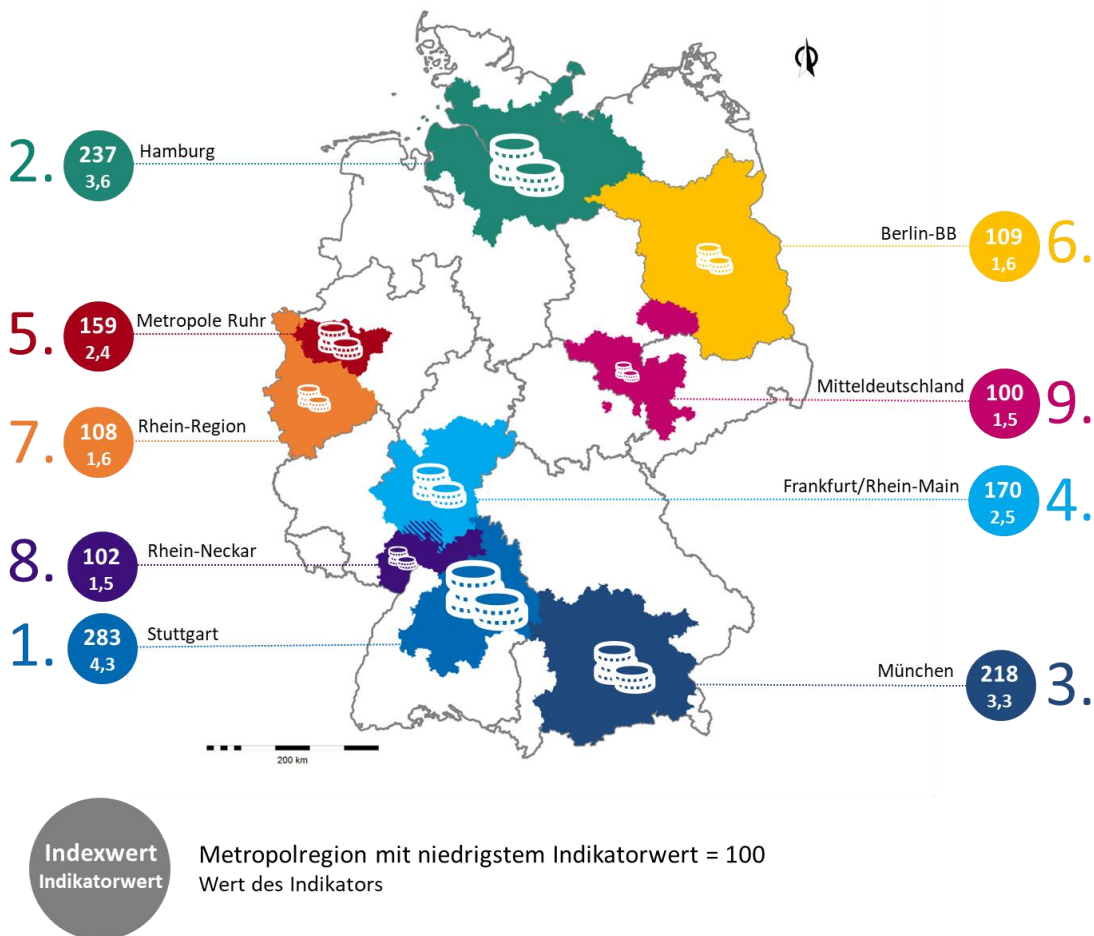 2.
237
3,6
Hamburg
Berlin-BB
109
1,6
6.
5.
159
2,4
Metropole Ruhr
Mitteldeutschland
100
1,5
9.
7.
108
1,6
Rhein-Region
Frankfurt/Rhein-Main
170
2,5
4.
8.
102
1,5
Rhein-Neckar
1.
283
4,3
Stuttgart
München
218
3,3
3.
200 km
Indexwert
Indikatorwert
Metropolregion mit niedrigstem Indikatorwert = 100
Wert des Indikators